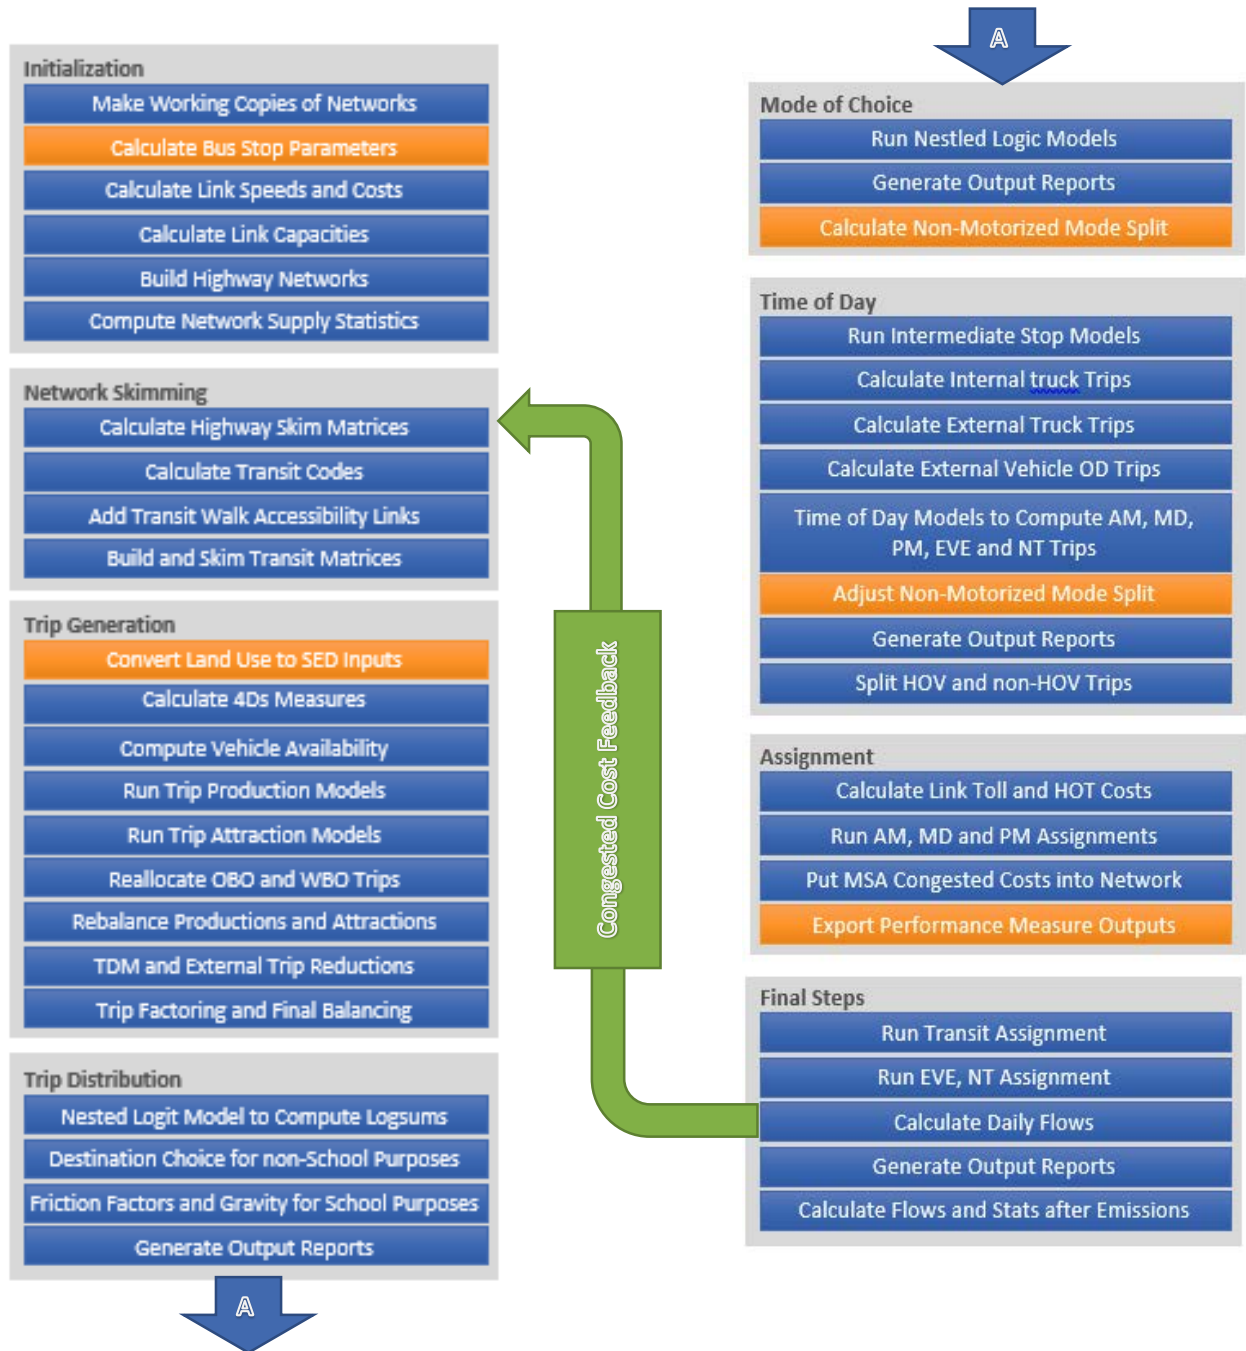 Initialization
Make Working Copies of Networks
Calculate Bus Stop Parameters
Calculate Link Speeds and Costs
Calculate Link Capacities
Build Highway Networks
Compute Network Supply Statistics
Network Skimming
Calculate Highway Skim Matrices
Calculate Transit Codes
Add Transit Walk Accessibility Links
Build and Skim Transit Matrices
Trip Generation
Convert Land Use to SED Inputs
Calculate 4Ds Measures
Compute Vehicle Availability
Run Trip Production Models
Run Trip Attraction Models
Reallocate OBO and WBO Trips
Rebalance Productions and Attractions
TDM and External Trip Reductions
Trip Factoring and Final Balancing
Trip Distribution
Nested Logit Model to Compute Logsums
Destination Choice for non-School Purposes
Friction Factors and Gravity for School Purposes
Generate Output Reports
A
Congested Cost Feedback
A
Mode of Choice
Run Nestled Logic Models
Generate Output Reports
Calculate Non-Motorized Mode Split
Time of Day
Run Intermediate Stop Models
Calculate Internal truck Trips
Calculate External Truck Trips
Calculate External Vehicle OD Trips
Time of Day Models to Compute AM, MD,
PM, EVE and NT Trips
Adjust Non-Motorized Mode Split
Generate Output Reports
Split HOV and non-HOV Trips
Assignment
Calculate Link Toll and HOT Costs
Run AM, MD and PM Assignments
Put MSA Congested Costs into Network
Export Performance Measure Outputs
Final Steps
Run Transit Assignment
Run EVE, NT Assignment
Calculate Daily Flows
Generate Output Reports
Calculate Flows and Stats after Emissions